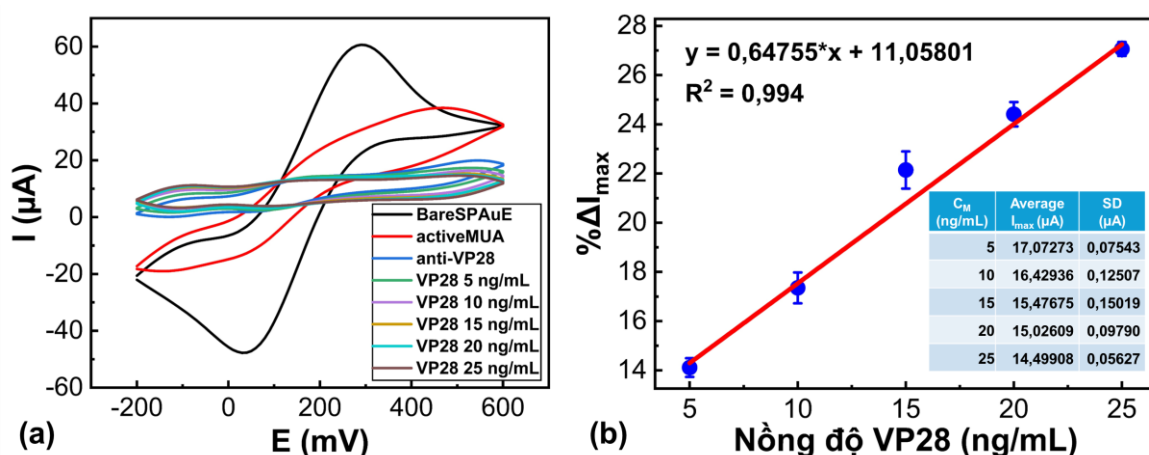 60
40
20
0
-20
-40
-60
I (µA)
-200
0
200
400
600
E (mV)
(a)
BareSPAuE
activeMUA
anti-VP28
VP28 5 ng/mL
VP28 10 ng/mL
VP28 15 ng/mL
VP28 20 ng/mL
VP28 25 ng/mL
28
26
24
22
20
18
16
14
%ΔImax
y = 0,64755*x + 11,05801
R² = 0,994
CM (ng/mL) Average Imax (µA) SD (µA)
5 17,07273 0,07543
10 16,42936 0,12507
15 15,47675 0,15019
20 15,02609 0,09790
25 14,49908 0,05627
5
10
15
20
25
(b)
Nồng độ VP28 (ng/mL)